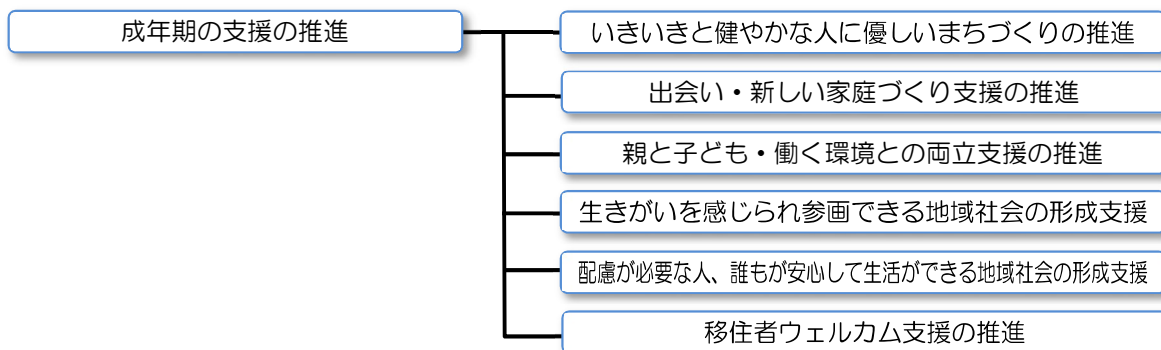 成年期の支援の推進
いきいきと健やかな人に優しいまちづくりの推進
出会い・新しい家庭づくり支援の推進
親と子ども・働く環境との両立支援の推進
生きがいを感じられ参画できる地域社会の形成支援
配慮が必要な人、誰もが安心して生活ができる地域社会の形成支援
移住者ウェルカム支援の推進